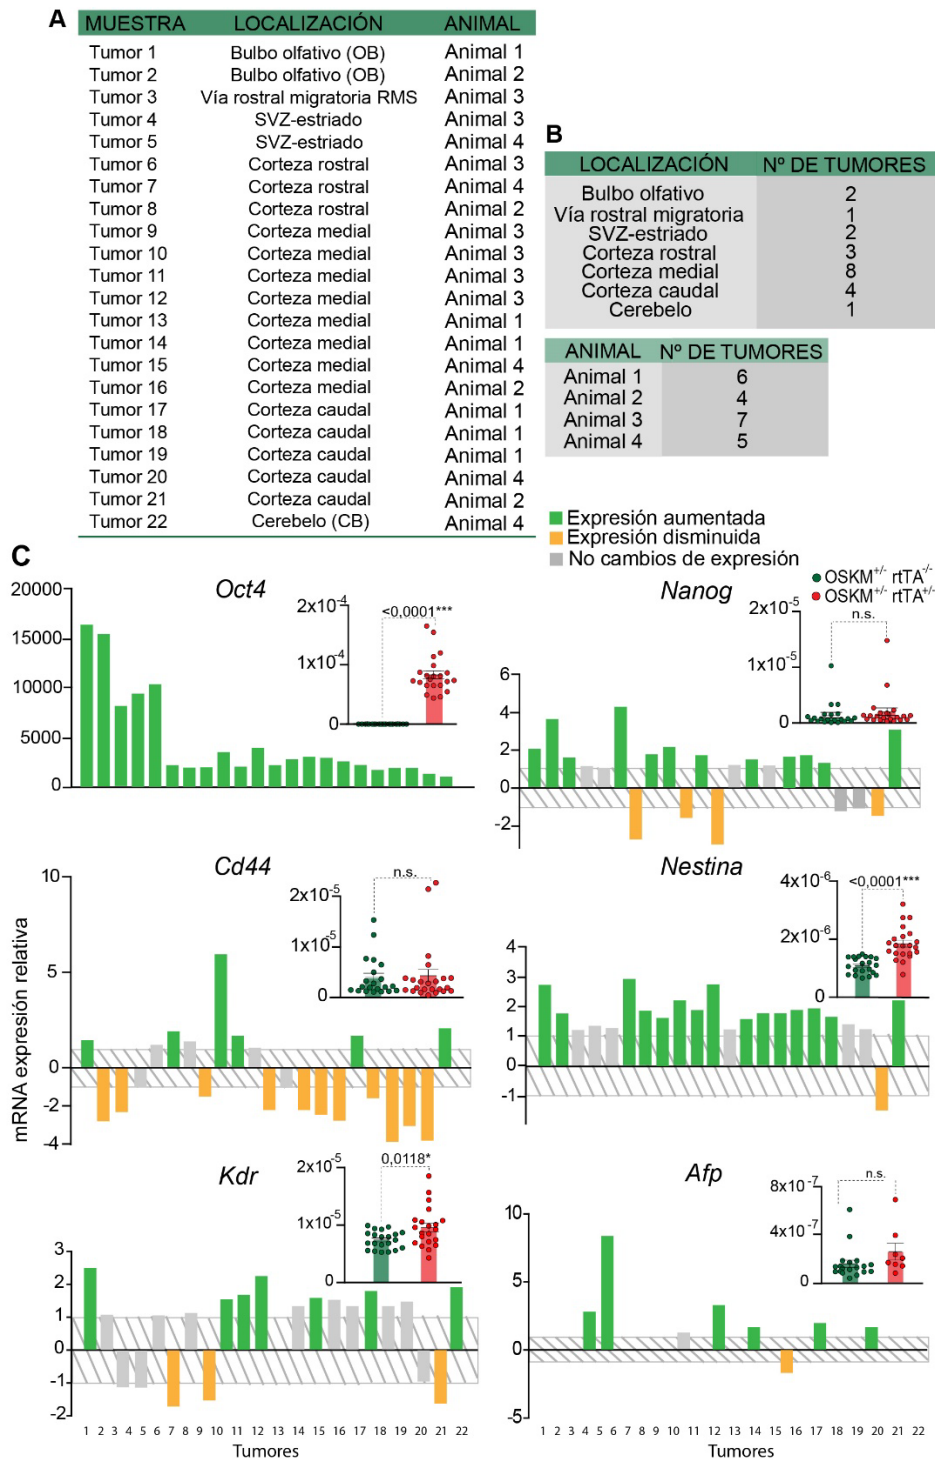 A
MUESTRA LOCALIZACIÓN ANIMAL
Tumor 1 Bulbo olfativo (OB) Animal 1
Tumor 2 Bulbo olfativo (OB) Animal 2
Tumor 3 Vía rostral migratoria RMS Animal 3
Tumor 4 SVZ-estriado Animal 3
Tumor 5 SVZ-estriado Animal 4
Tumor 6 Corteza rostral Animal 3
Tumor 7 Corteza rostral Animal 4
Tumor 8 Corteza rostral Animal 2
Tumor 9 Corteza medial Animal 3
Tumor 10 Corteza medial Animal 3
Tumor 11 Corteza medial Animal 3
Tumor 12 Corteza medial Animal 3
Tumor 13 Corteza medial Animal 1
Tumor 14 Corteza medial Animal 1
Tumor 15 Corteza medial Animal 4
Tumor 16 Corteza medial Animal 2
Tumor 17 Corteza caudal Animal 1
Tumor 18 Corteza caudal Animal 1
Tumor 19 Corteza caudal Animal 1
Tumor 20 Corteza caudal Animal 4
Tumor 21 Corteza caudal Animal 2
Tumor 22 Cerebelo (CB) Animal 4
B
LOCALIZACIÓN Nº DE TUMORES
Bulbo olfativo 2
Vía rostral migratoria 1
SVZ-estriado 2
Corteza rostral 3
Corteza medial 8
Corteza caudal 4
Cerebelo 1
ANIMAL Nº DE TUMORES
Animal 1 6
Animal 2 4
Animal 3 7
Animal 4 5
Expresión aumentada
Expresión disminuida
No cambios de expresión
OSKM+/- rtTA-/-
OSKM+/- rtTA+/-
C
mRNA expresión relativa
Oct4
20000
15000
10000
5000
0
2x10-4
1x10-4
0
<0,0001***
Nanog
6
4
2
0
-2
2x10-5
1x10-5
0
n.s.
Cd44
10
5
0
-2
-4
2x10-5
1x10-5
0
n.s.
Nestina
4
3
2
1
0
-1
4x10-6
2x10-6
0
<0,0001***
Kdr
3
2
1
0
-1
-2
2x10-5
1x10-5
0
0,0118*
1 2 3 4 5 6 7 8 9 10 11 12 13 14 15 16 17 18 19 20 21 22
Tumores
Afp
10
5
0
-5
8x10-7
4x10-7
0
n.s.
1 2 3 4 5 6 7 8 9 10 11 12 13 14 15 16 17 18 19 20 21 22
Tumores